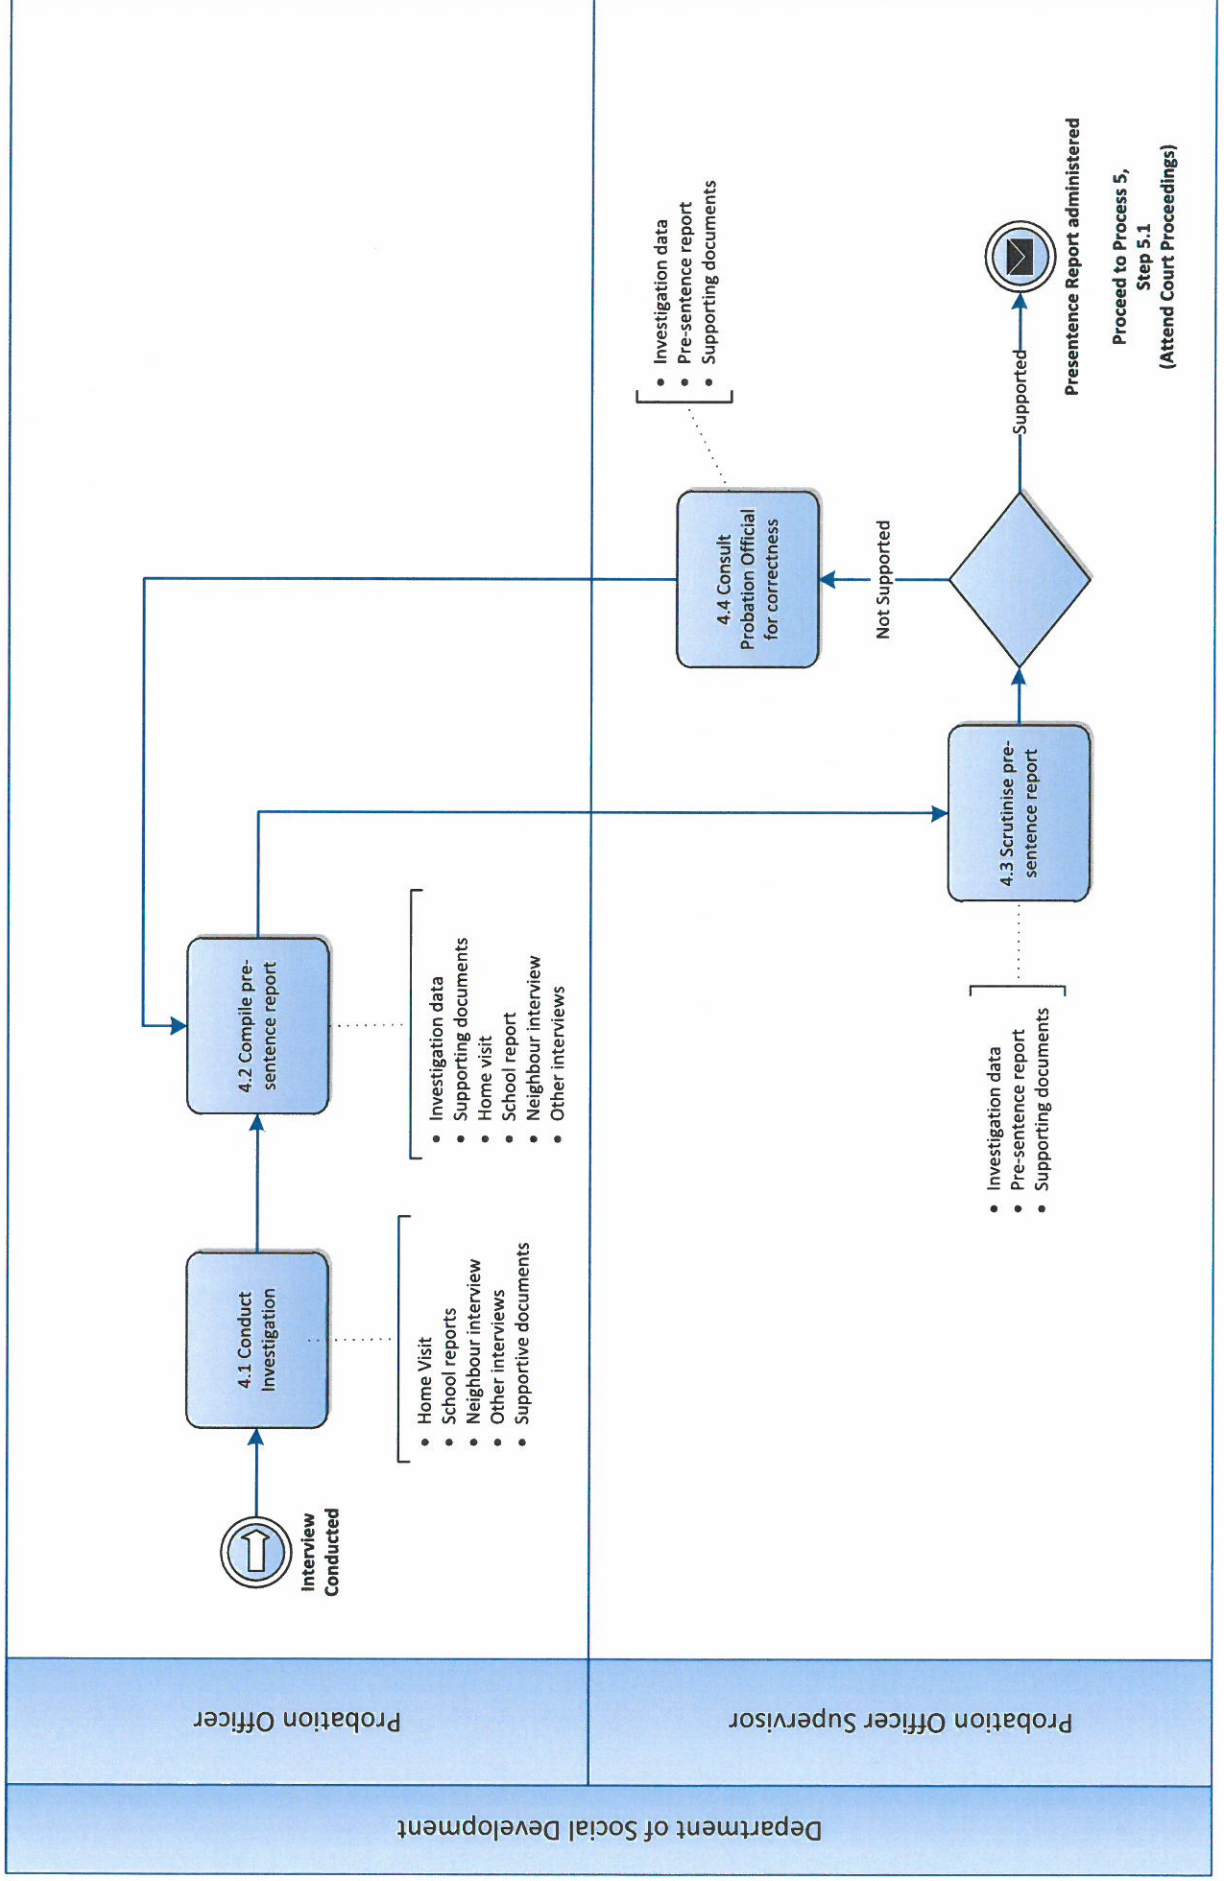 Department of Social Development
Probation Officer
Interview
Conducted
4.1 Conduct
Investigation
• Home Visit
• School reports
• Neighbour interview
• Other interviews
• Supportive documents
4.2 Compile pre-
sentence report
• Investigation data
• Supporting documents
• Home visit
• School report
• Neighbour interview
• Other interviews
Probation Officer Supervisor
4.3 Scrutinise pre-
sentence report
• Investigation data
• Pre-sentence report
• Supporting documents
Not Supported
4.4 Consult
Probation Official
for correctness
• Investigation data
• Pre-sentence report
• Supporting documents
Supported
Presentence Report administered
Proceed to Process 5,
Step 5.1
(Attend Court Proceedings)